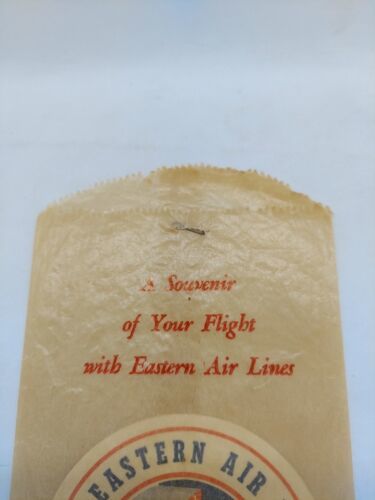 A Souvenir
of Your Flight
with Eastern Air Lines
EASTERN AIR